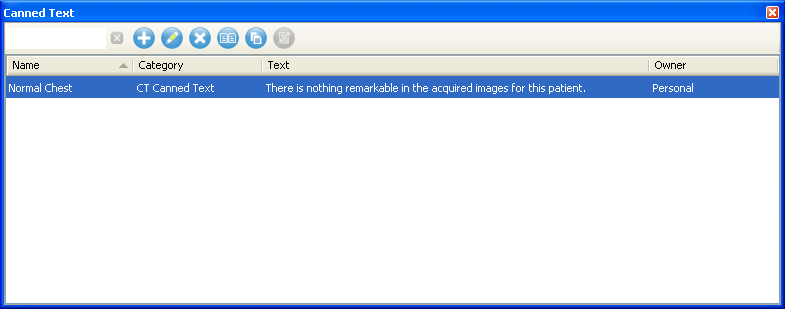 Canned Text
Name Category Text Owner
Normal Chest CT Canned Text There is nothing remarkable in the acquired images for this patient. Personal